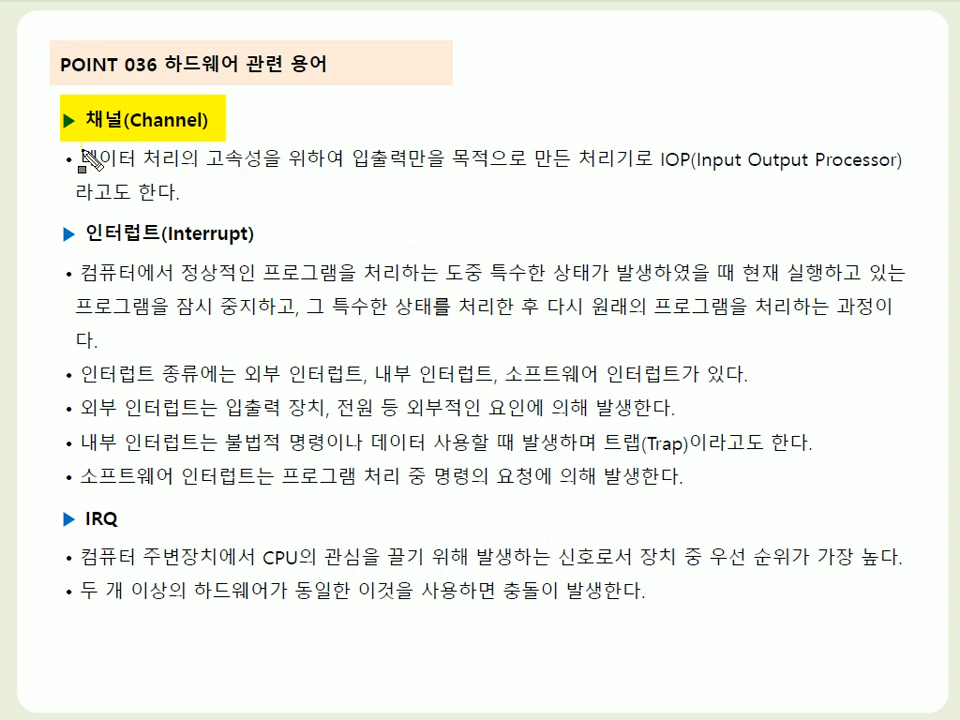 POINT 036 하드웨어 관련 용어
▶ 채널(Channel)
• 데이터 처리의 고속성을 위하여 입출력만을 목적으로 만든 처리기로 IOP(Input Output Processor)
라고도 한다.
▶ 인터럽트(Interrupt)
• 컴퓨터에서 정상적인 프로그램을 처리하는 도중 특수한 상태가 발생하였을 때 현재 실행하고 있는
프로그램을 잠시 중지하고, 그 특수한 상태를 처리한 후 다시 원래의 프로그램을 처리하는 과정이
다.
• 인터럽트 종류에는 외부 인터럽트, 내부 인터럽트, 소프트웨어 인터럽트가 있다.
• 외부 인터럽트는 입출력 장치, 전원 등 외부적인 요인에 의해 발생한다.
• 내부 인터럽트는 불법적 명령이나 데이터 사용할 때 발생하며 트랩(Trap)이라고도 한다.
• 소프트웨어 인터럽트는 프로그램 처리 중 명령의 요청에 의해 발생한다.
▶ IRQ
• 컴퓨터 주변장치에서 CPU의 관심을 끌기 위해 발생하는 신호로서 장치 중 우선 순위가 가장 높다.
• 두 개 이상의 하드웨어가 동일한 이것을 사용하면 충돌이 발생한다.